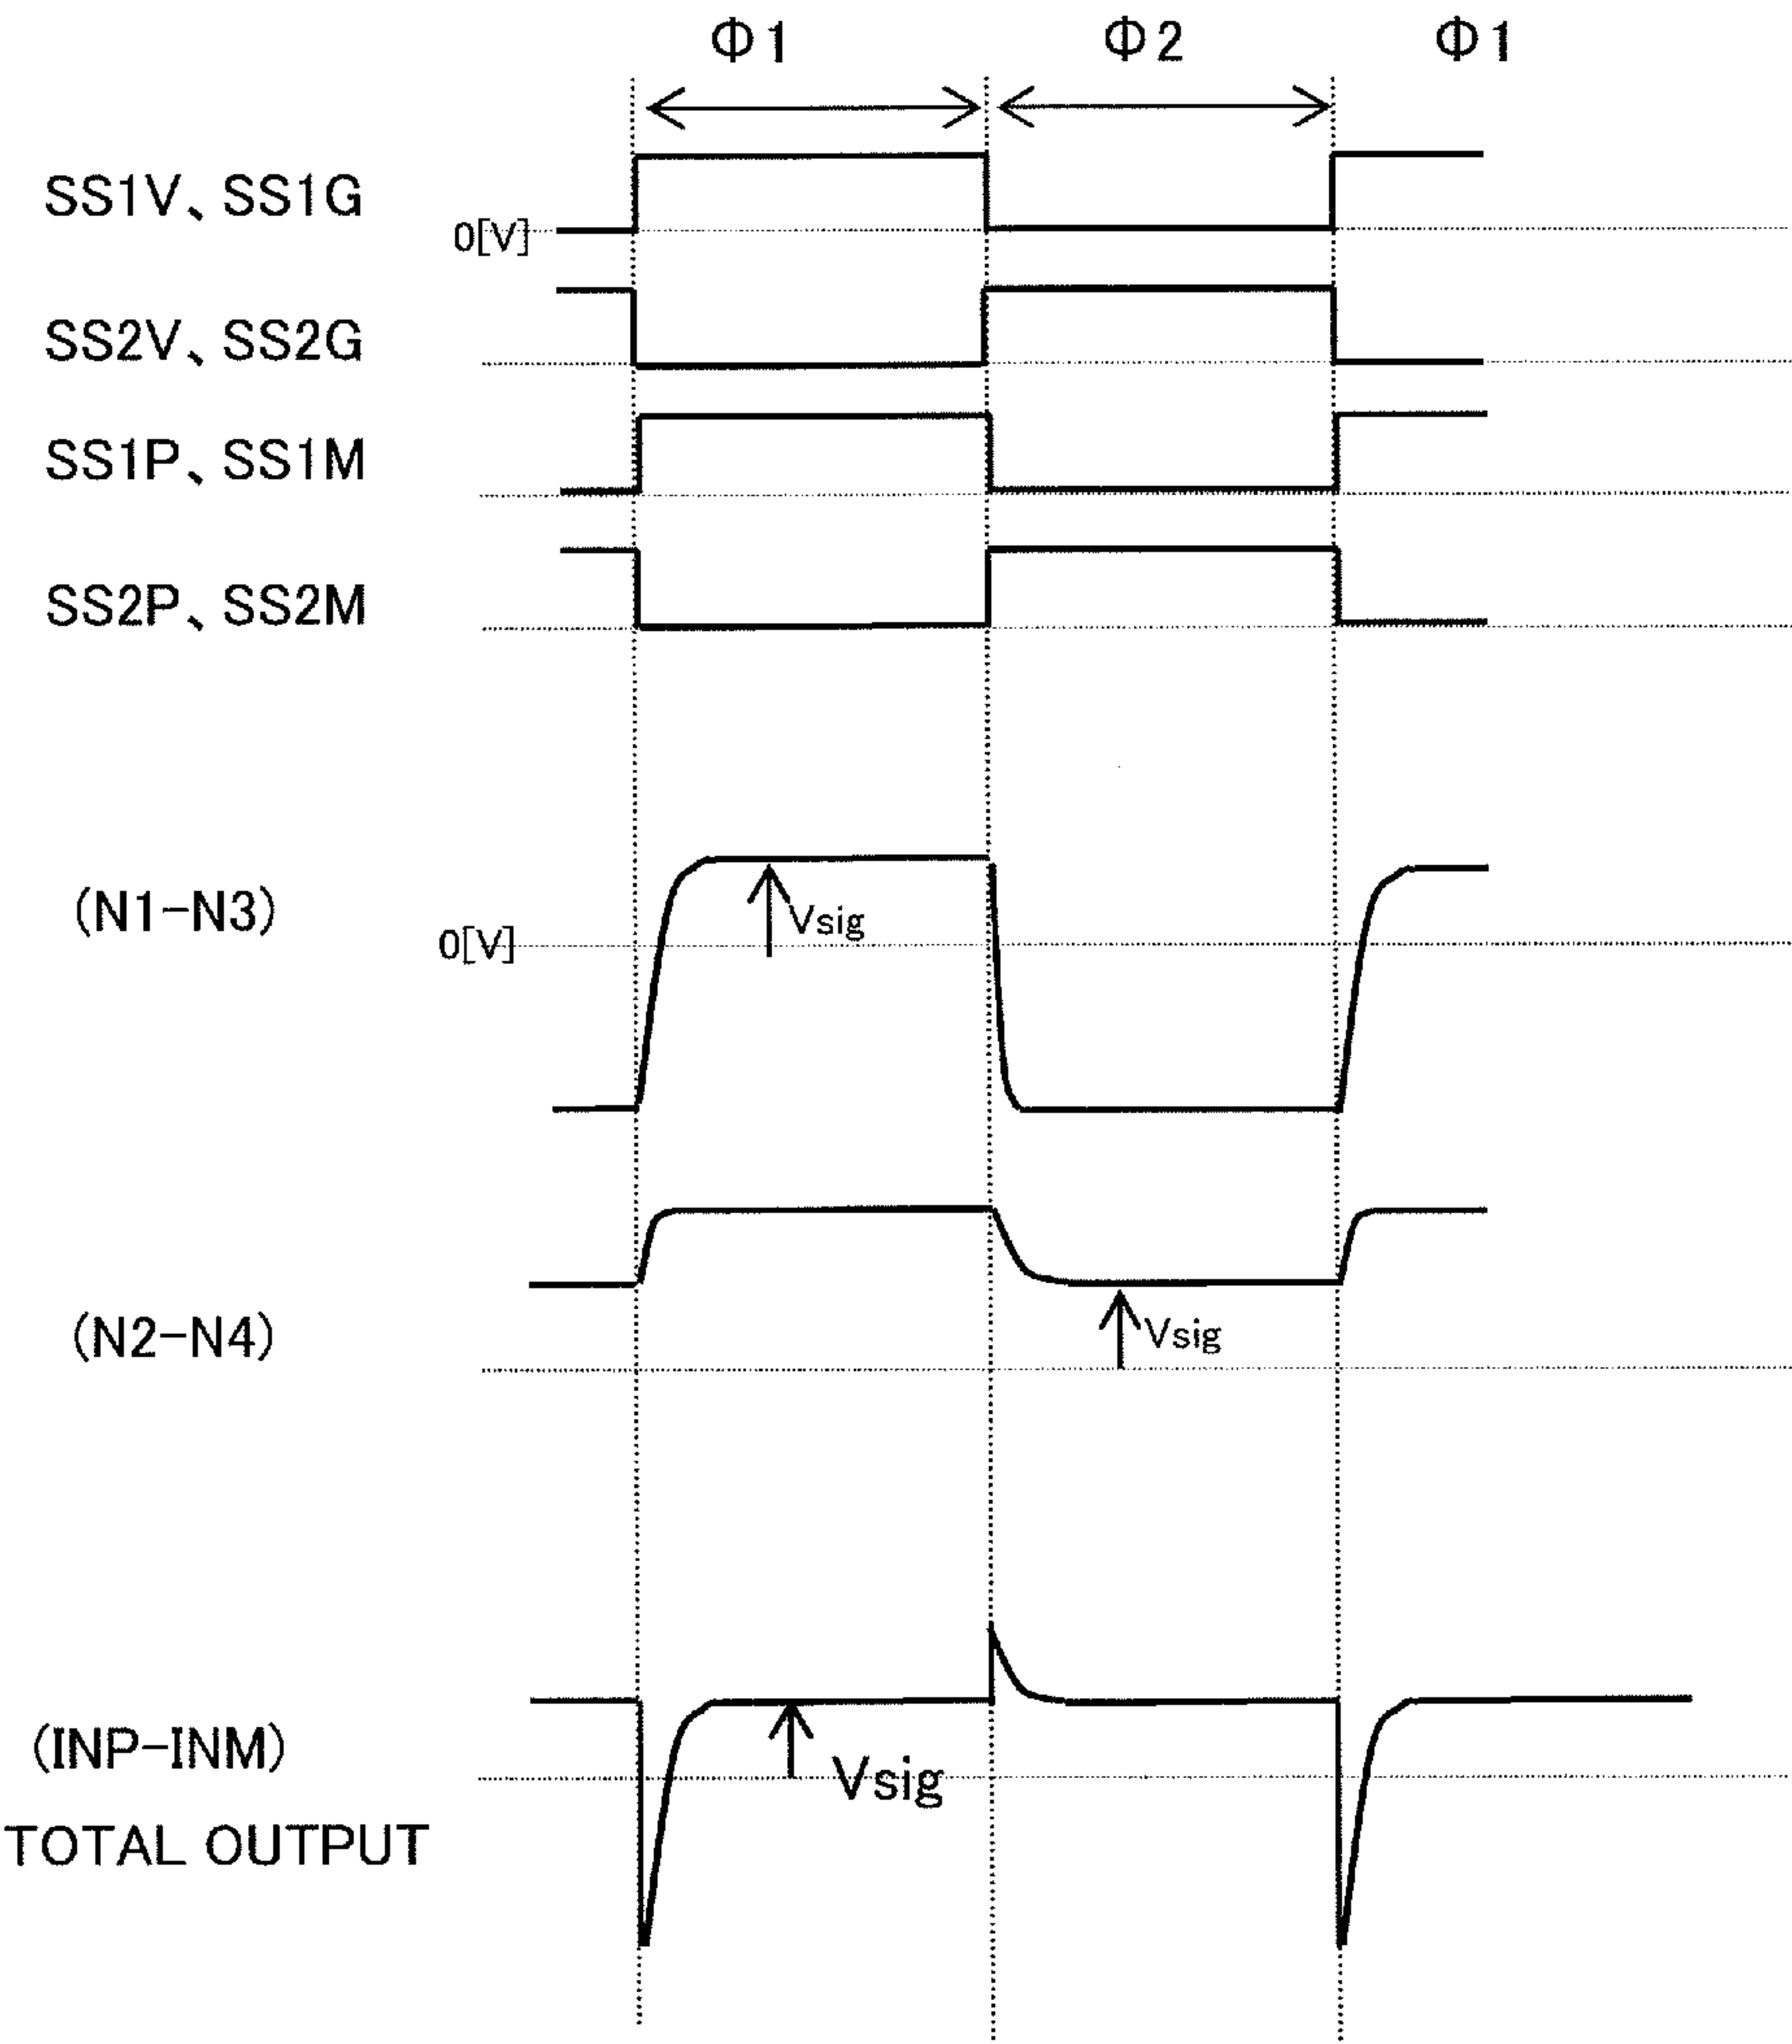 Φ1 Φ2 Φ1
SS1V、SS1G
0[V]
SS2V、SS2G
SS1P、SS1M
SS2P、SS2M
(N1-N3)
Vsig
0[V]
(N2-N4)
Vsig
(INP-INM)
Vsig
TOTAL OUTPUT